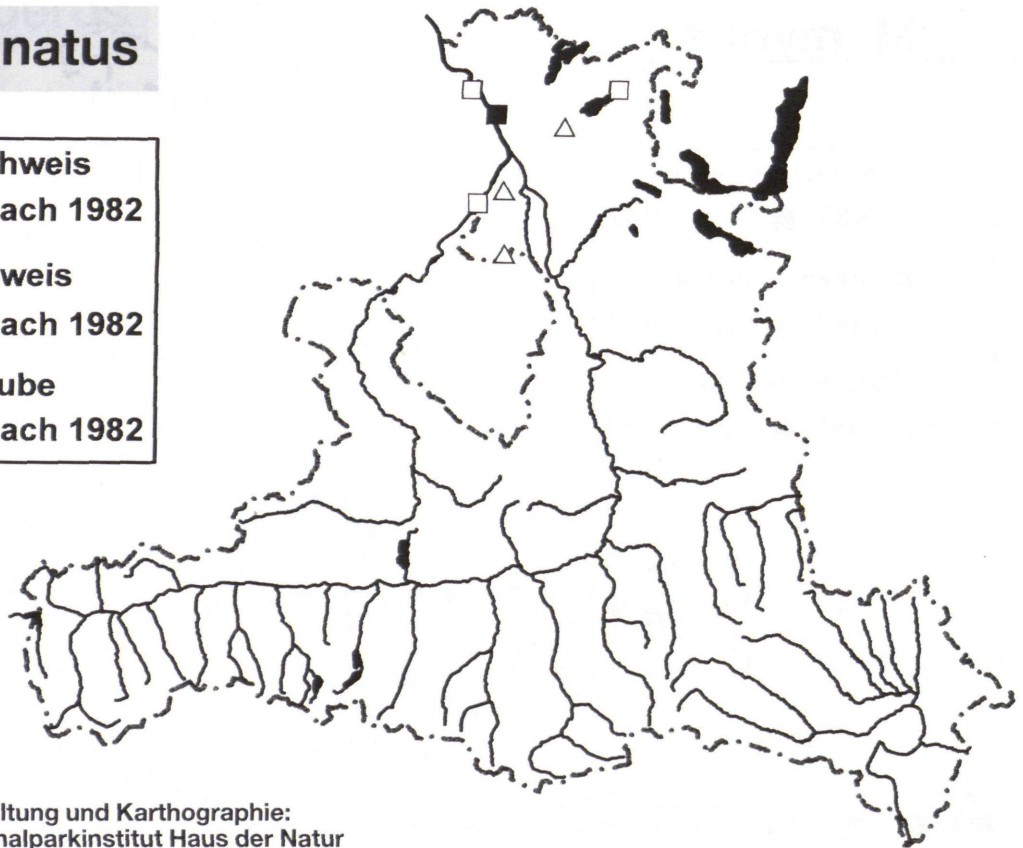 natus
hweis
ach 1982
weis
ach 1982
ube
ach 1982
ltung und Karthographie:
nalparkinstitut Haus der Natur